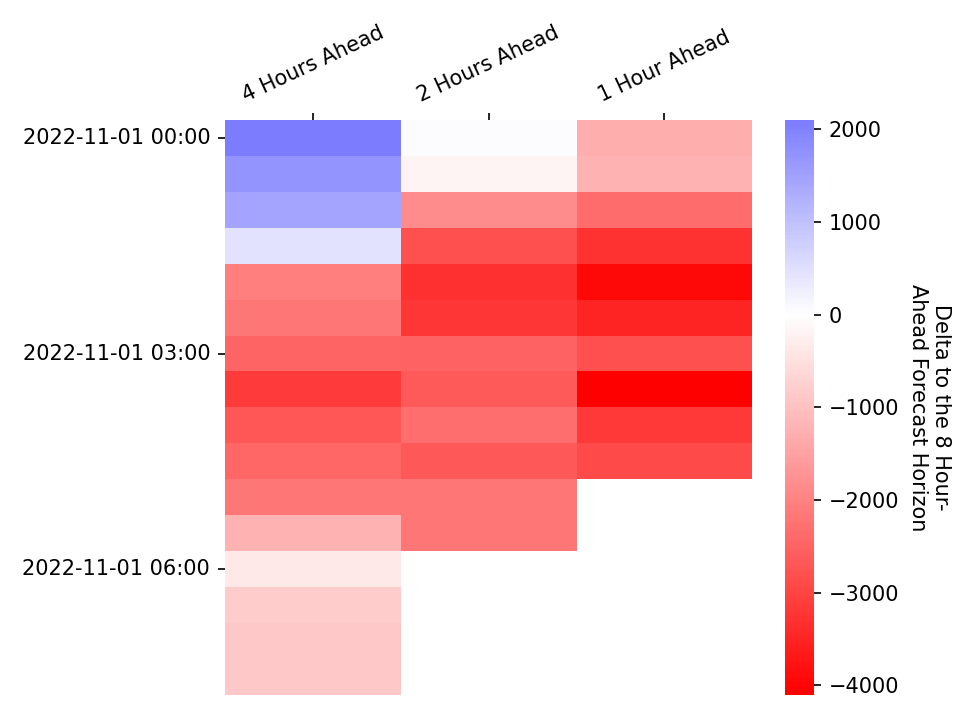 4 Hours Ahead
2 Hours Ahead
1 Hour Ahead
2022-11-01 00:00
2022-11-01 03:00
2022-11-01 06:00
2000
1000
0
−1000
−2000
−3000
−4000
Delta to the 8 Hour-
Ahead Forecast Horizon